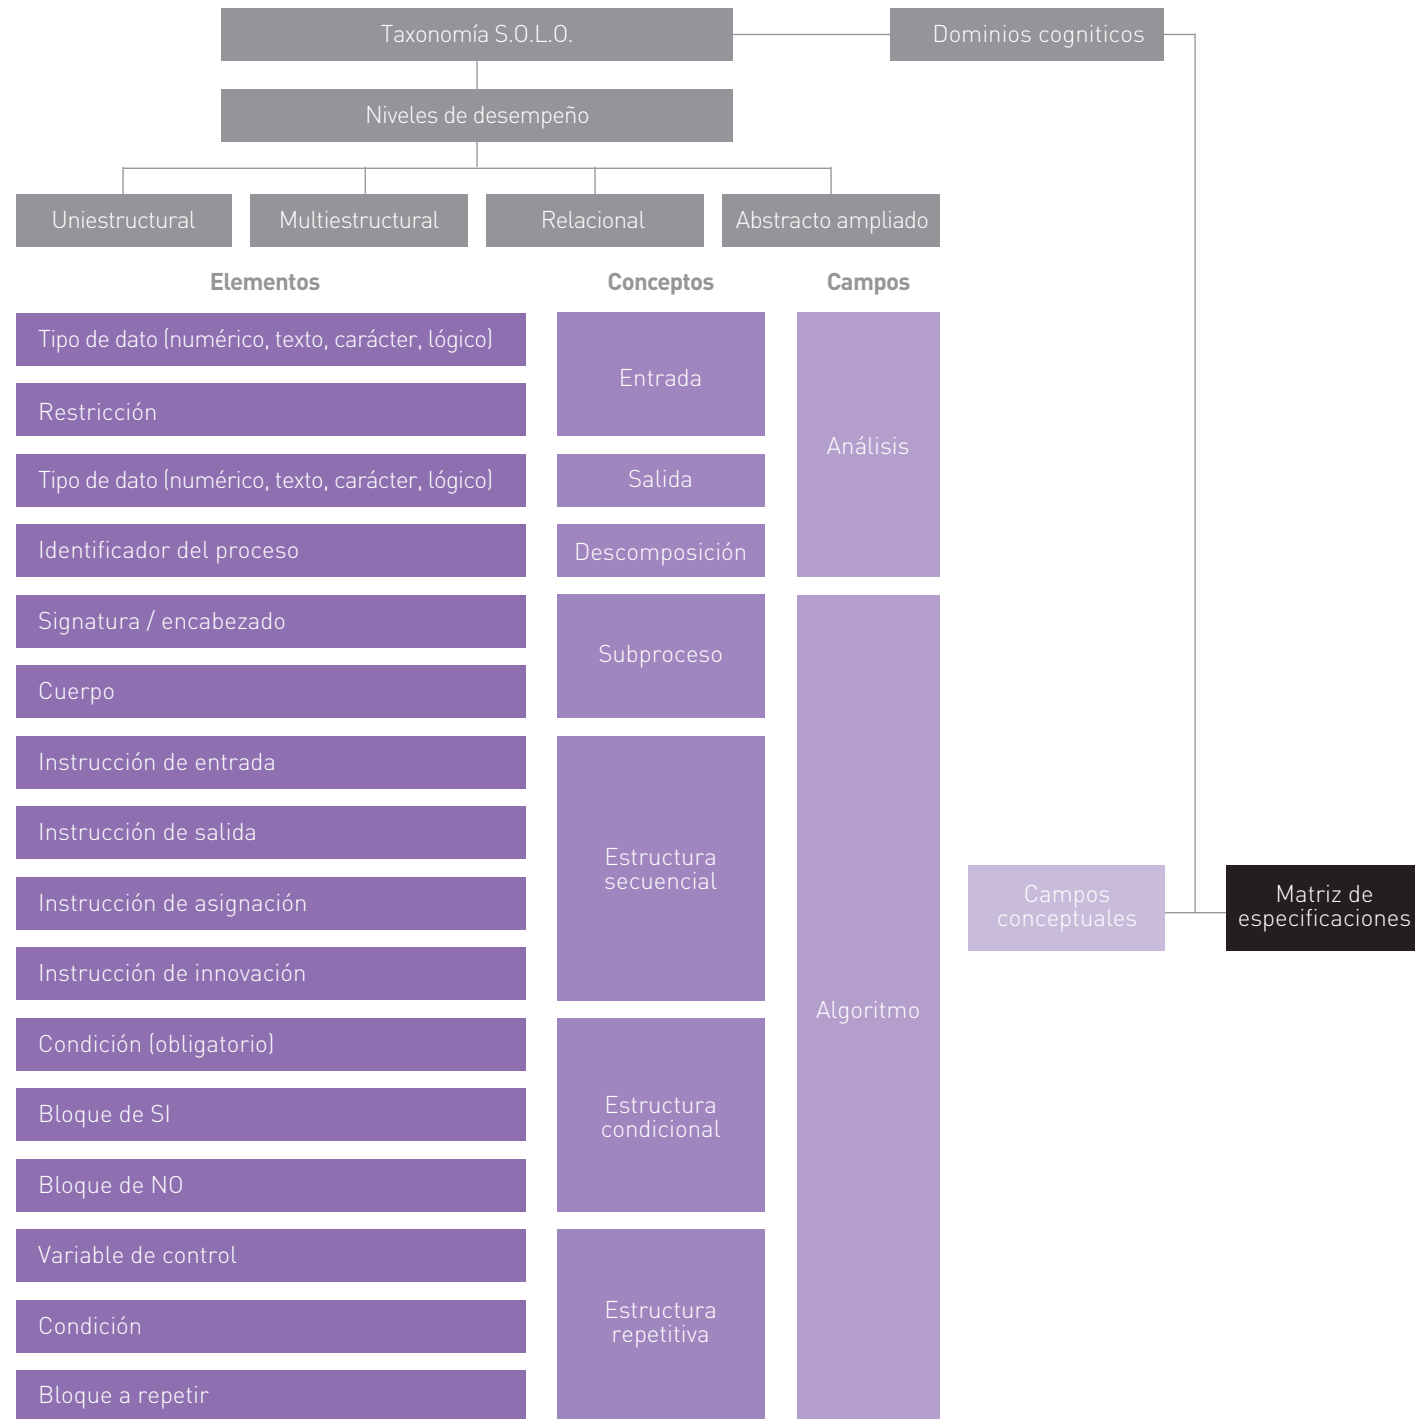 Taxonomía S.O.L.O.
Dominios cogniticos
Niveles de desempeño
Uniestructural
Multiestructural
Relacional
Abstracto ampliado
Elementos
Conceptos
Campos
Tipo de dato (numérico, texto, carácter, lógico)
Restricción
Entrada
Tipo de dato (numérico, texto, carácter, lógico)
Salida
Identificador del proceso
Descomposición
Análisis
Signatura / encabezado
Cuerpo
Subproceso
Instrucción de entrada
Instrucción de salida
Instrucción de asignación
Instrucción de innovación
Estructura
secuencial
Condición (obligatorio)
Bloque de SI
Bloque de NO
Estructura
condicional
Variable de control
Condición
Bloque a repetir
Estructura
repetitiva
Algoritmo
Campos
conceptuales
Matriz de
especificaciones